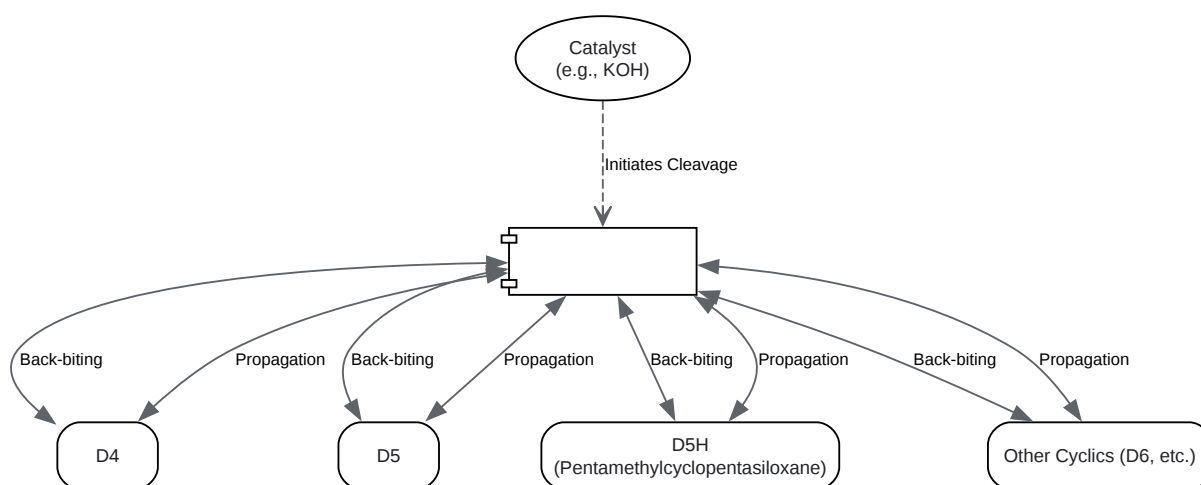 Catalyst
(e.g., KOH)
Initiates Cleavage
Back-biting
Propagation
Back-biting
Propagation
Back-biting
Propagation
Back-biting
Propagation
D4
D5
D5H
(Pentamethylcyclopentasiloxane)
Other Cyclics (D6, etc.)